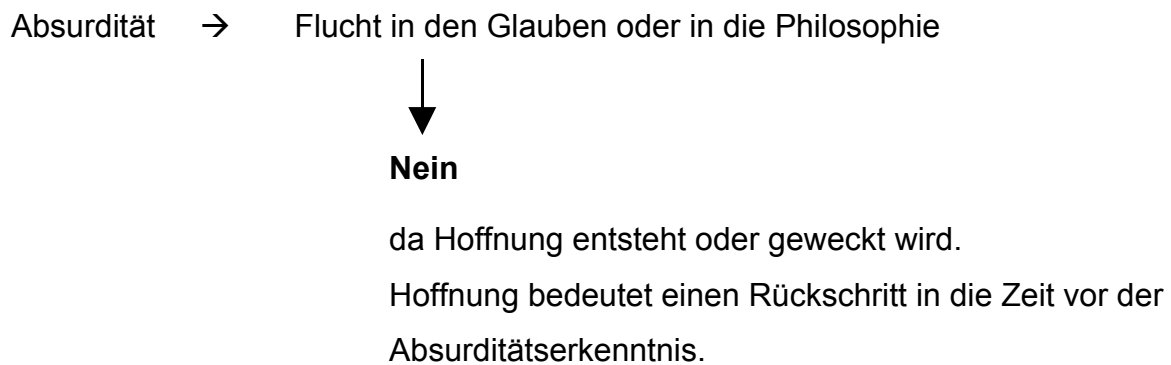 Absurdität → Flucht in den Glauben oder in die Philosophie
Nein
da Hoffnung entsteht oder geweckt wird.
Hoffnung bedeutet einen Rückschritt in die Zeit vor der
Absurditätserkenntnis.